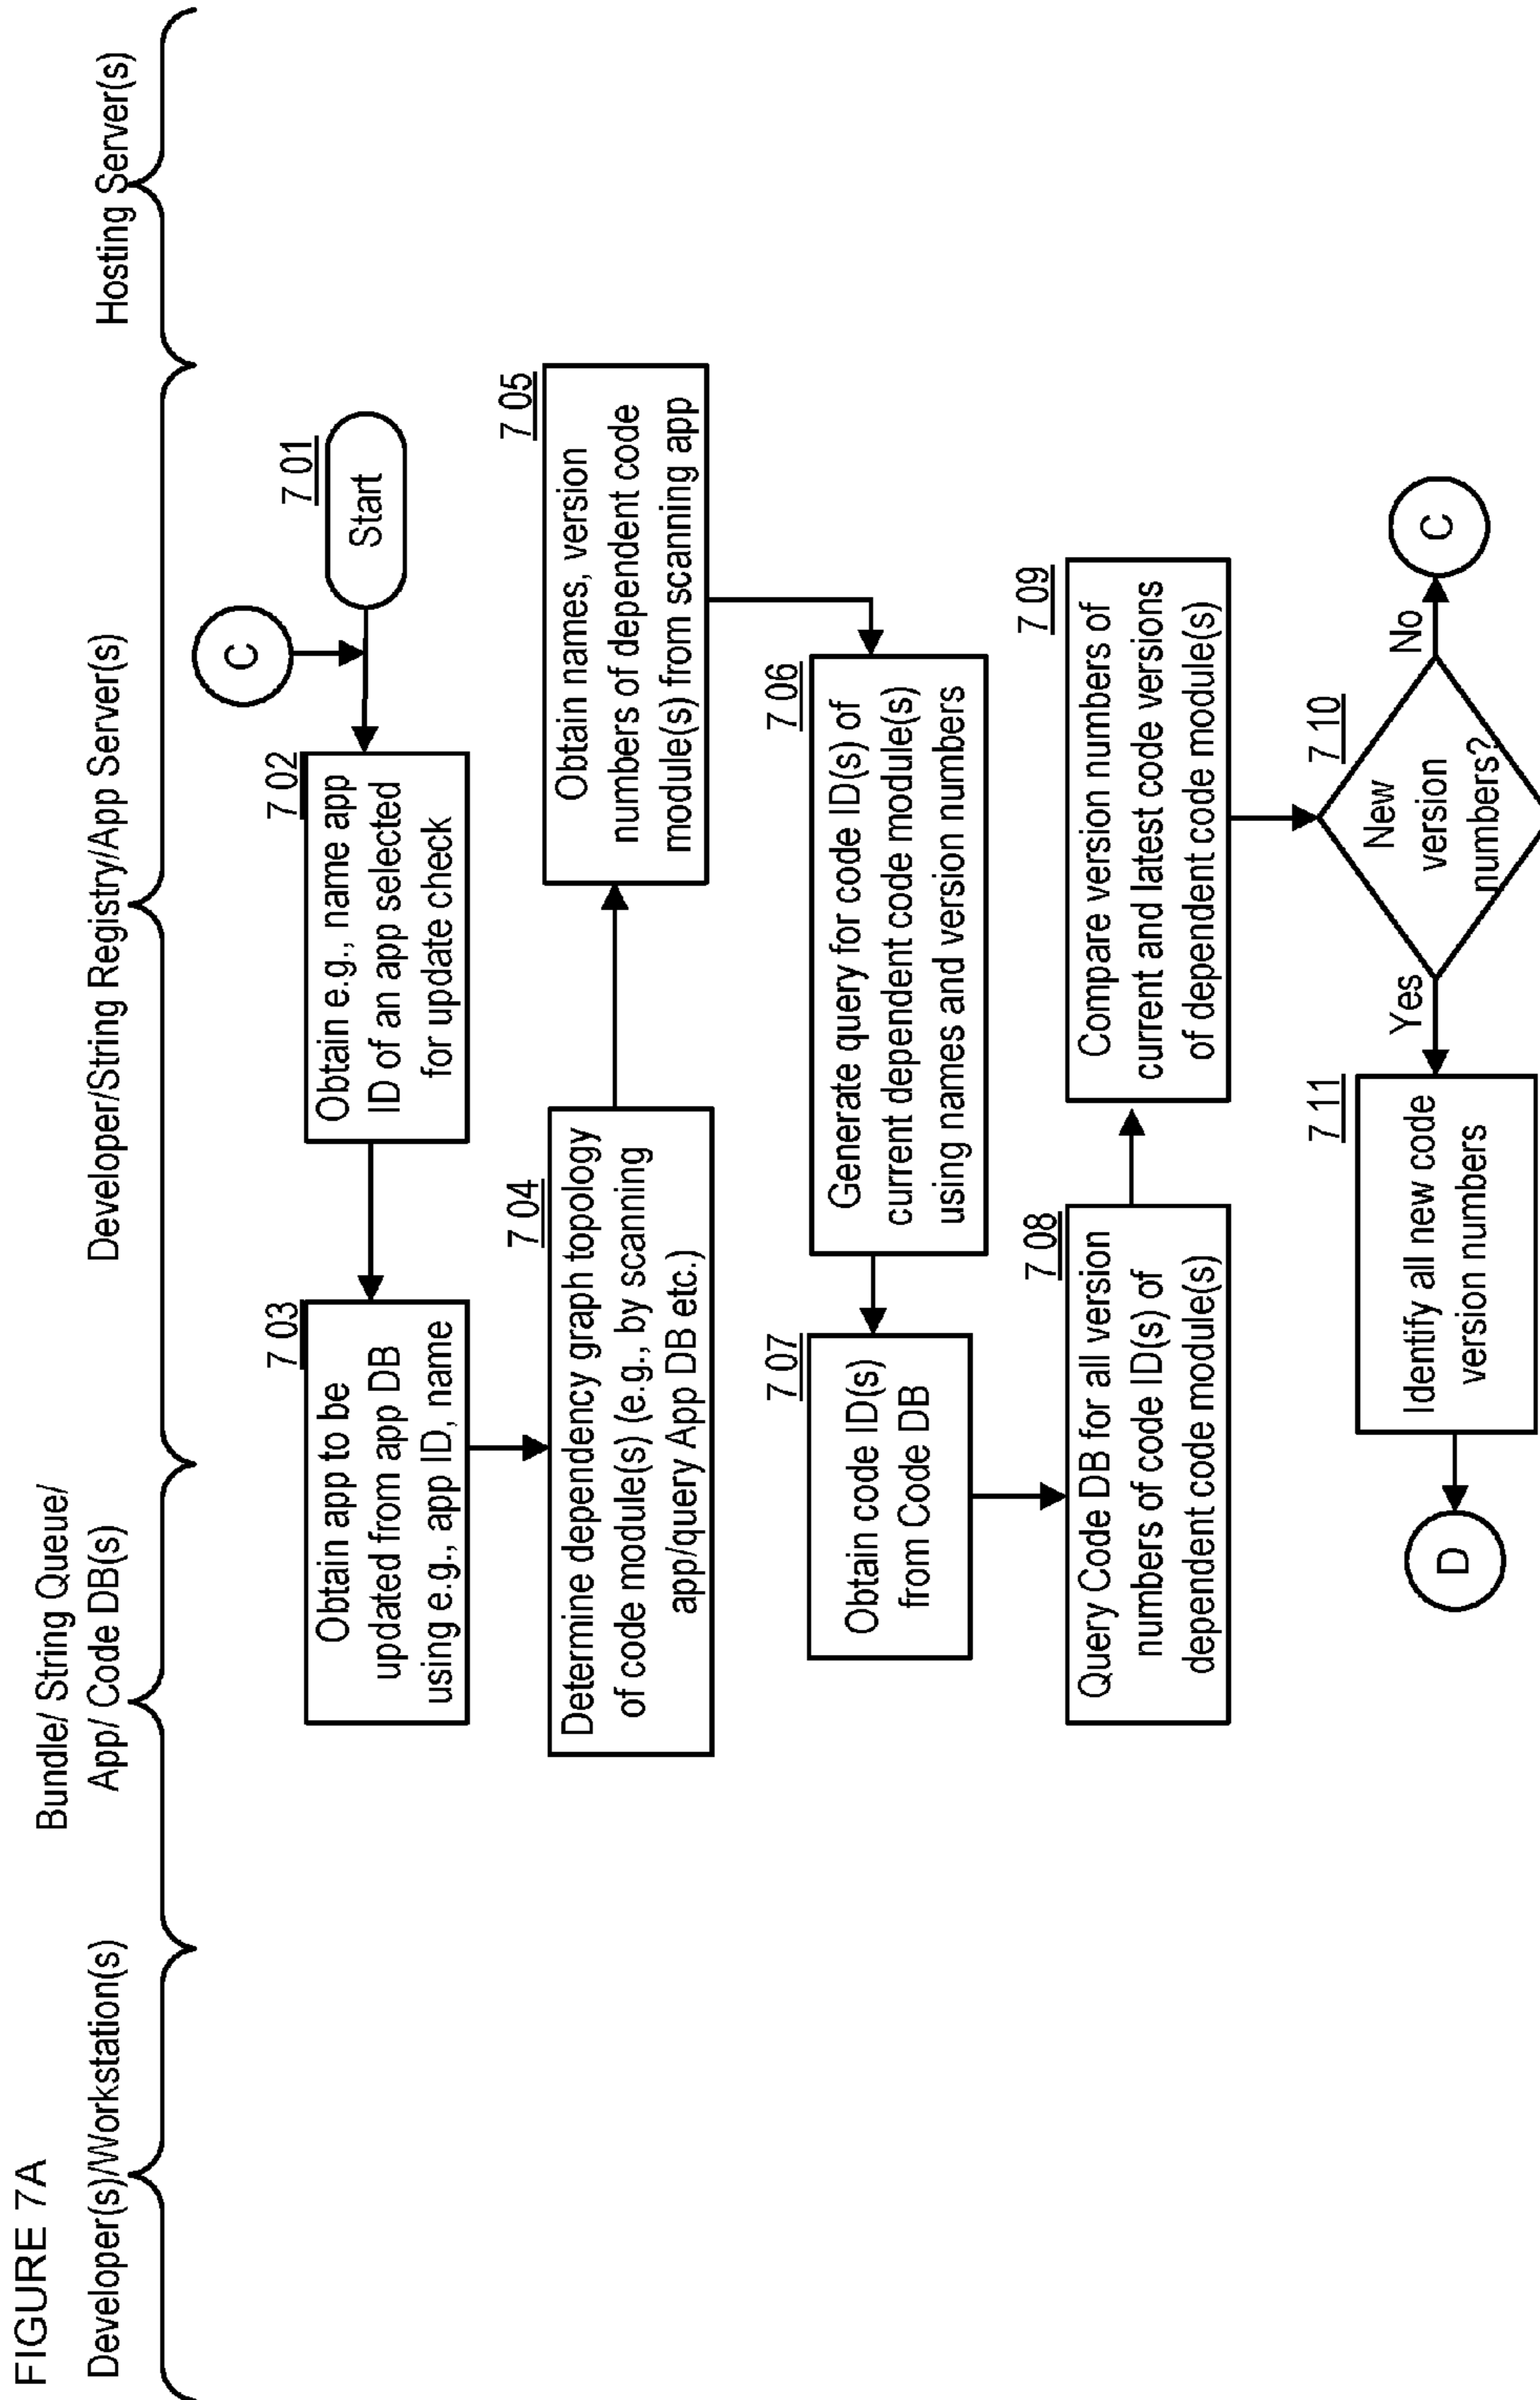 FIGURE 7A
Developer(s)/Workstation(s)
Bundle/ String Queue/
App/ Code DB(s)
Developer/String Registry/App Server(s)
Hosting Server(s)
7 01
Start
C
7 02
Obtain e.g., name app
ID of an app selected
for update check
7 03
Obtain app to be
updated from app DB
using e.g., app ID, name
7 04
Determine dependency graph topology
of code module(s) (e.g., by scanning
app/query App DB etc.)
7 05
Obtain names, version
numbers of dependent code
module(s) from scanning app
7 06
Generate query for code ID(s) of
current dependent code module(s)
using names and version numbers
7 07
Obtain code ID(s)
from Code DB
7 08
Query Code DB for all version
numbers of code ID(s) of
dependent code module(s)
7 09
Compare version numbers of
current and latest code versions
of dependent code module(s)
7 10
New
version
numbers?
No
C
Yes
7 11
Identify all new code
version numbers
D